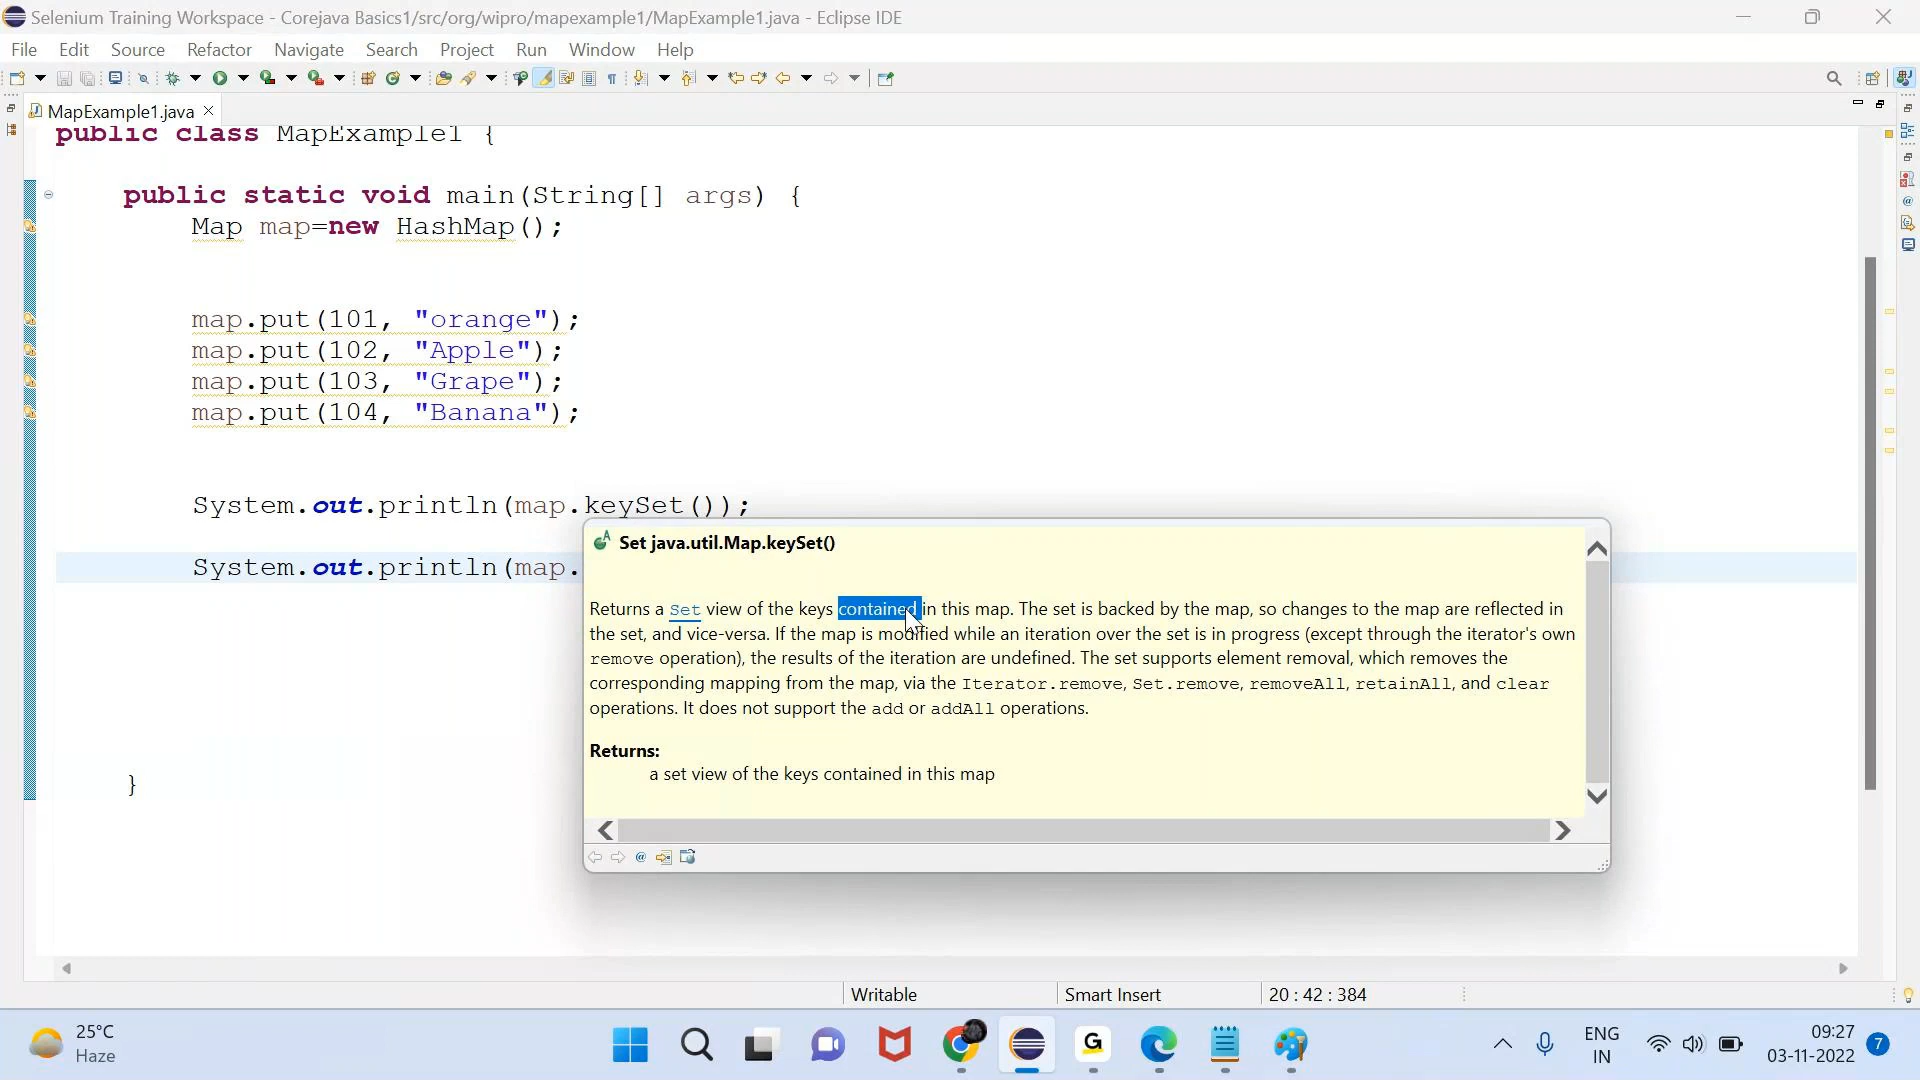 Selenium Training Workspace - Corejava Basics1/src/org/wipro/mapexample1/MapExample1.java - Eclipse IDE
File Edit Source Refactor Navigate Search Project Run Window Help
MapExample1.java
public class MapExample1 {
public static void main(String[] args) {
Map map=new HashMap();
map.put(101, "orange");
map.put(102, "Apple");
map.put(103, "Grape");
map.put(104, "Banana");
System.out.println(map.keySet());
System.out.println(map.
Set java.util.Map.keySet()
Returns a Set view of the keys contained in this map. The set is backed by the map, so changes to the map are reflected in
the set, and vice-versa. If the map is modified while an iteration over the set is in progress (except through the iterator's own
remove operation), the results of the iteration are undefined. The set supports element removal, which removes the
corresponding mapping from the map, via the Iterator.remove, Set.remove, removeAll, retainAll, and clear
operations. It does not support the add or addAll operations.
Returns:
a set view of the keys contained in this map
}
Writable Smart Insert 20 : 42 : 384
25°C
Haze
G
ENG
IN
09:27
03-11-2022
7